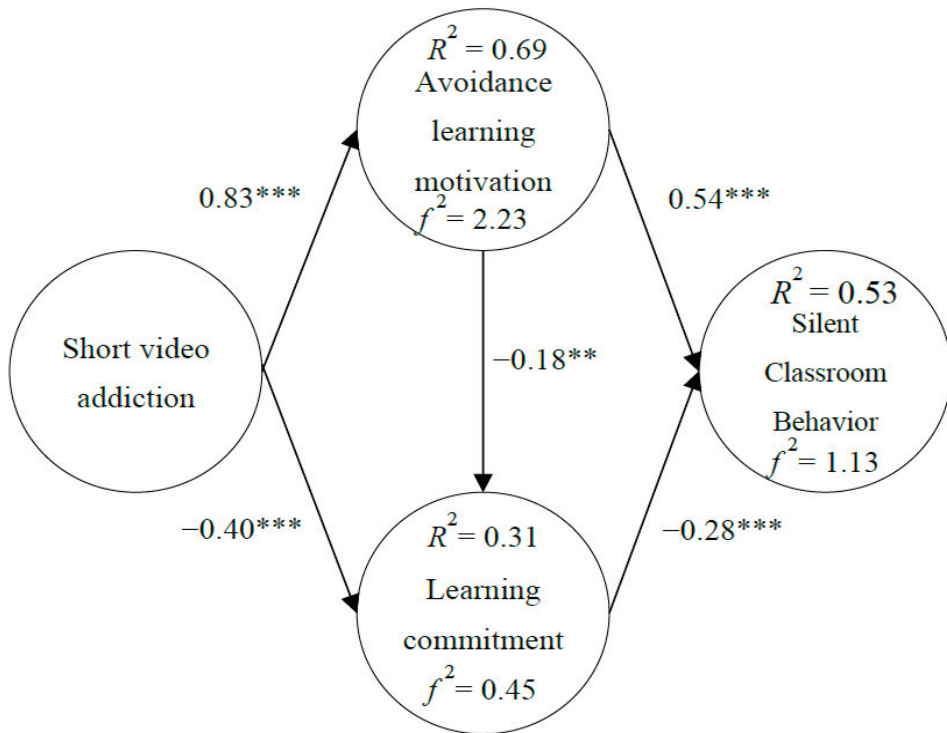 R² = 0.69
Avoidance
learning
motivation
f² = 2.23
0.83***
0.54***
Short video
addiction
−0.18**
R² = 0.53
Silent
Classroom
Behavior
f² = 1.13
−0.40***
−0.28***
R² = 0.31
Learning
commitment
f² = 0.45